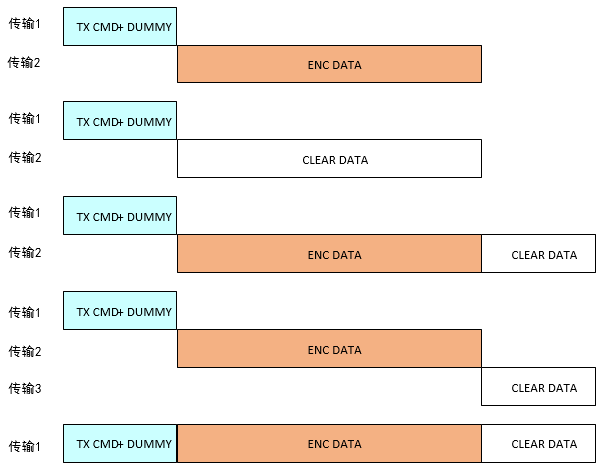 传输1 TX CMD+ DUMMY
传输2 ENC DATA
传输1 TX CMD+ DUMMY
传输2 CLEAR DATA
传输1 TX CMD+ DUMMY
传输2 ENC DATA CLEAR DATA
传输1 TX CMD+ DUMMY
传输2 ENC DATA
传输3 CLEAR DATA
传输1 TX CMD+ DUMMY ENC DATA CLEAR DATA